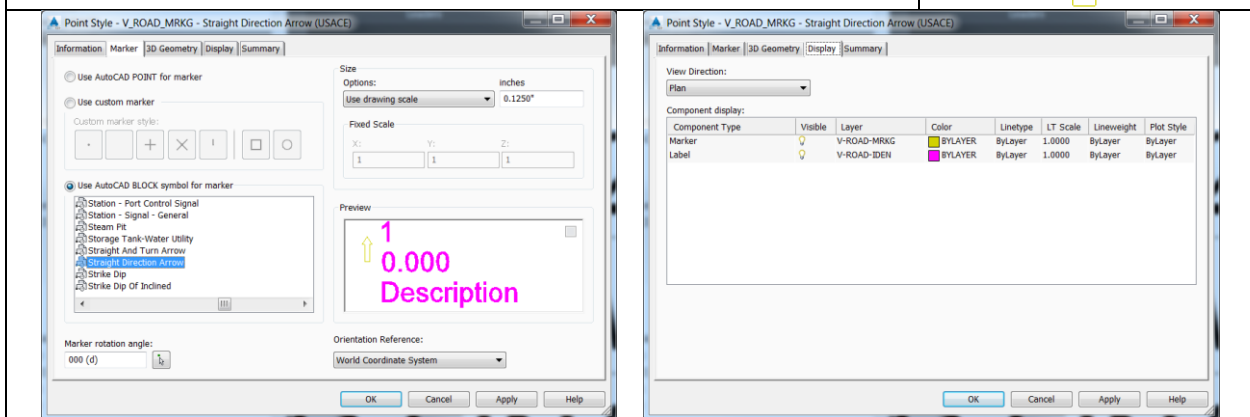 Point Style - V_ROAD_MRKG - Straight Direction Arrow (USACE)
Information Marker 3D Geometry Display Summary
Use AutoCAD POINT for marker
Use custom marker
Custom marker style:
Use AutoCAD BLOCK symbol for marker
Station - Port Control Signal
Station - Signal - General
Steam Pit
Storage Tank-Water Utility
Straight And Turn Arrow
Straight Direction Arrow
Strike Dip
Strike Dip Of Inclined
Marker rotation angle:
000 (d)
Size
Options: inches
Use drawing scale 0.1250"
Fixed Scale
X: Y: Z:
1 1 1
Preview
1
0.000
Description
Orientation Reference:
World Coordinate System
OK Cancel Apply Help
Point Style - V_ROAD_MRKG - Straight Direction Arrow (USACE)
Information Marker 3D Geometry Display Summary
View Direction:
Plan
Component display:
Component Type Visible Layer Color Linetype LT Scale Lineweight Plot Style
Marker V-ROAD-MRKG BYLAYER ByLayer 1.0000 ByLayer ByLayer
Label V-ROAD-IDEN BYLAYER ByLayer 1.0000 ByLayer ByLayer
OK Cancel Apply Help